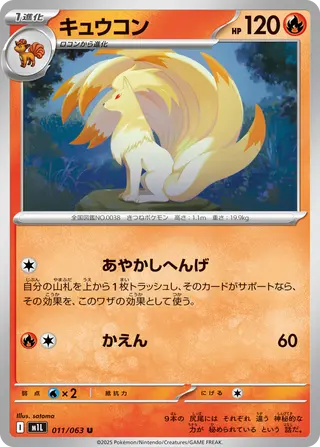 1進化
キュウコン
HP 120
ロコンから進化
全国図鑑NO.0038 きつねポケモン 高さ：1.1m 重さ：19.9kg
あやかしへんげ
自分の山札を上から1枚トラッシュし、そのカードがサポートなら、
その効果を、このワザの効果として使う。
かえん 60
弱点 ×2 抵抗力 にげる
Illus. satoma
I m1L 011/063 U
9本の 尻尾には それぞれ 異なる
神秘的な 力が 秘められている という。
©2025 Pokémon/Nintendo/Creatures/GAME FREAK.